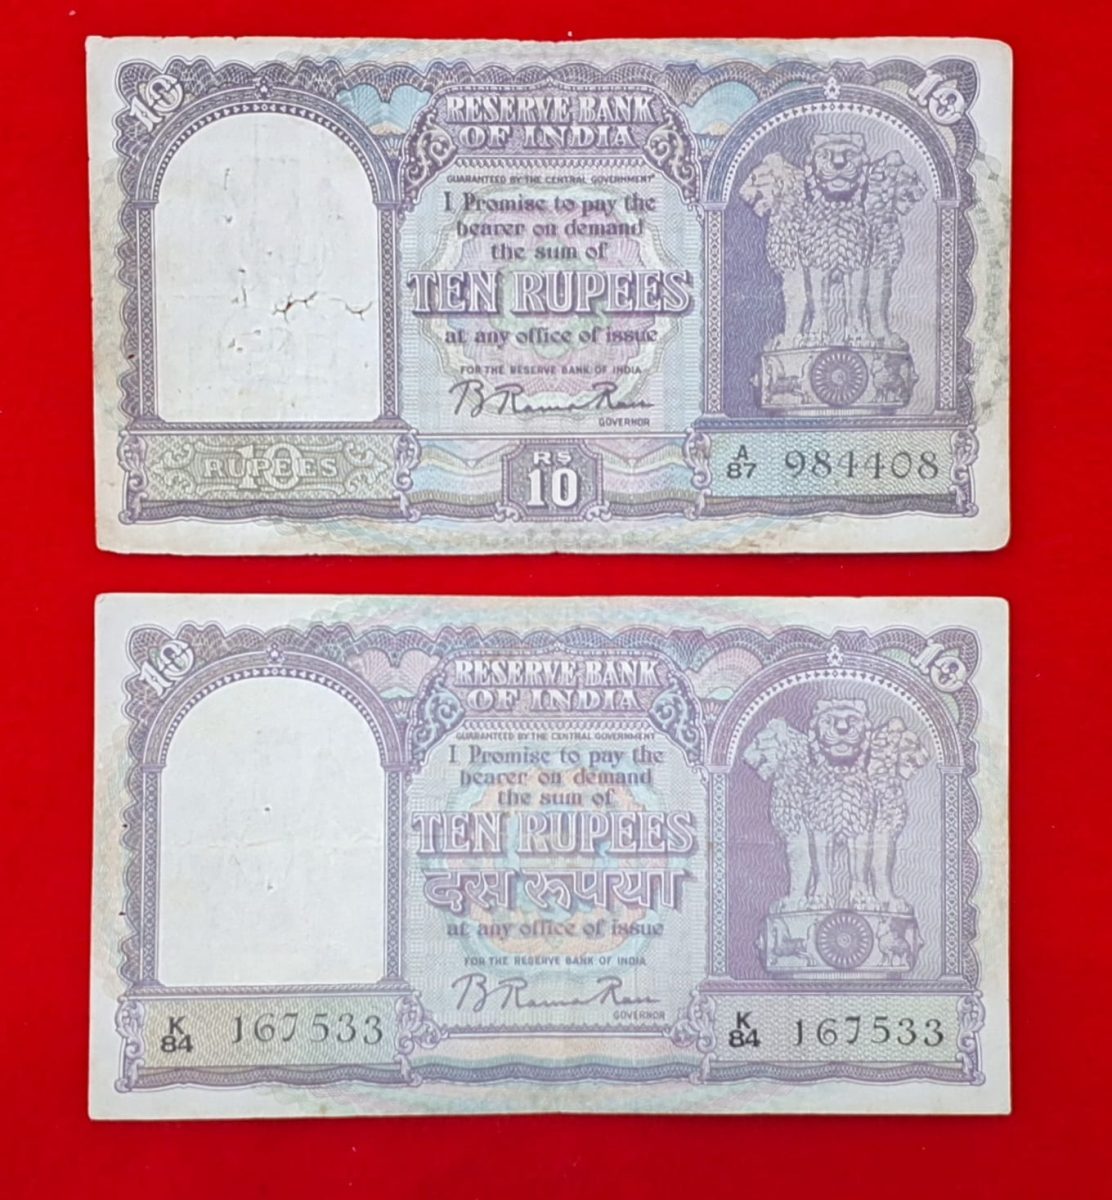 10
10
RESERVE BANK
OF INDIA
GUARANTEED BY THE CENTRAL GOVERNMENT
I Promise to pay the
bearer on demand
the sum of
TEN RUPEES
at any office of issue
FOR THE RESERVE BANK OF INDIA
B Rama Rau
GOVERNOR
10 RUPEES
RS
10
A
87 984408
10
10
RESERVE BANK
OF INDIA
GUARANTEED BY THE CENTRAL GOVERNMENT
I Promise to pay the
bearer on demand
the sum of
TEN RUPEES
दस रूपया
at any office of issue
FOR THE RESERVE BANK OF INDIA
B Rama Rau
GOVERNOR
K
84 167533
K
84 167533